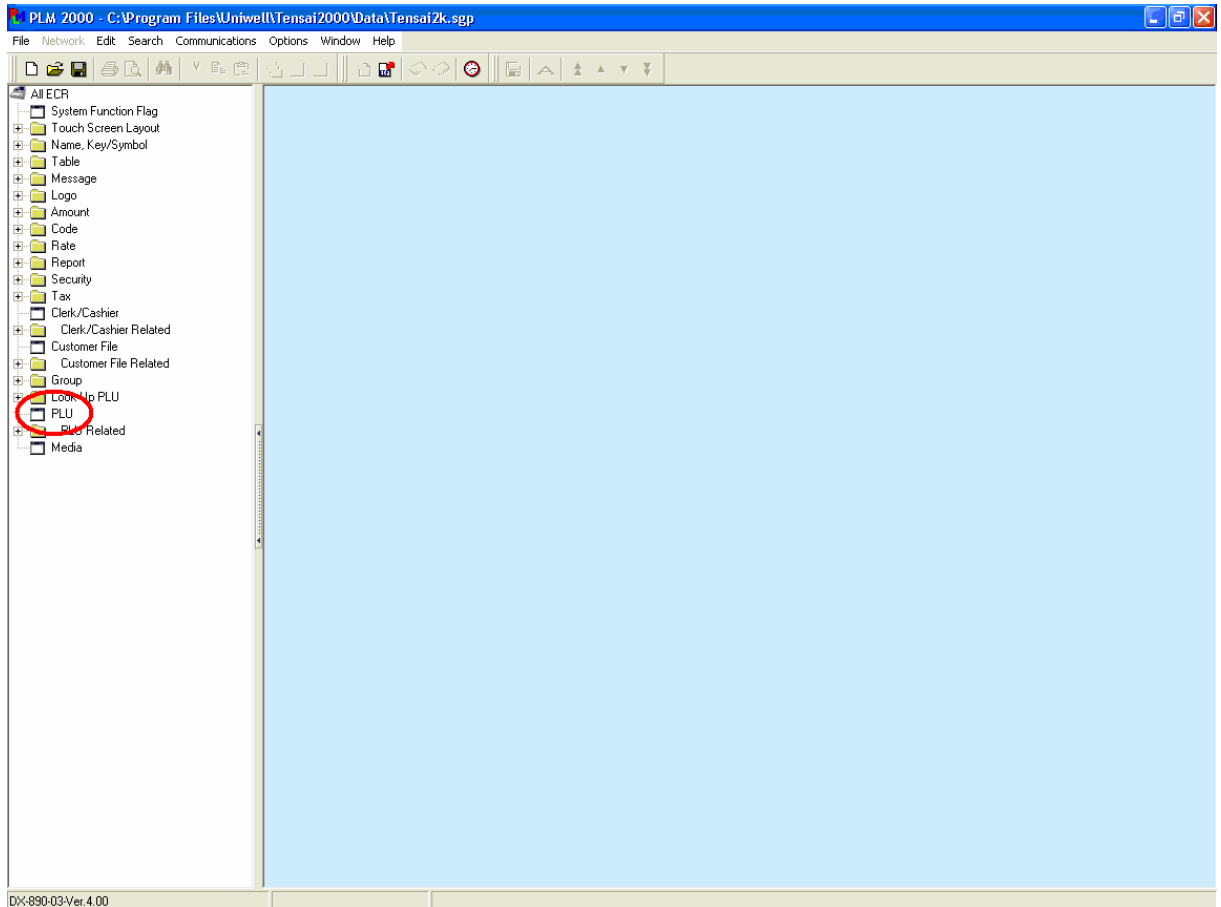 PLM 2000 - C:\Program Files\Uniwell\Tensai2000\Data\Tensai2k.sgp
File Network Edit Search Communications Options Window Help
All ECR
System Function Flag
Touch Screen Layout
Name, Key/Symbol
Table
Message
Logo
Amount
Code
Rate
Report
Security
Tax
Clerk/Cashier
Clerk/Cashier Related
Customer File
Customer File Related
Group
Look Up PLU
PLU
PLU Related
Media
DX-890-03-Ver.4.00